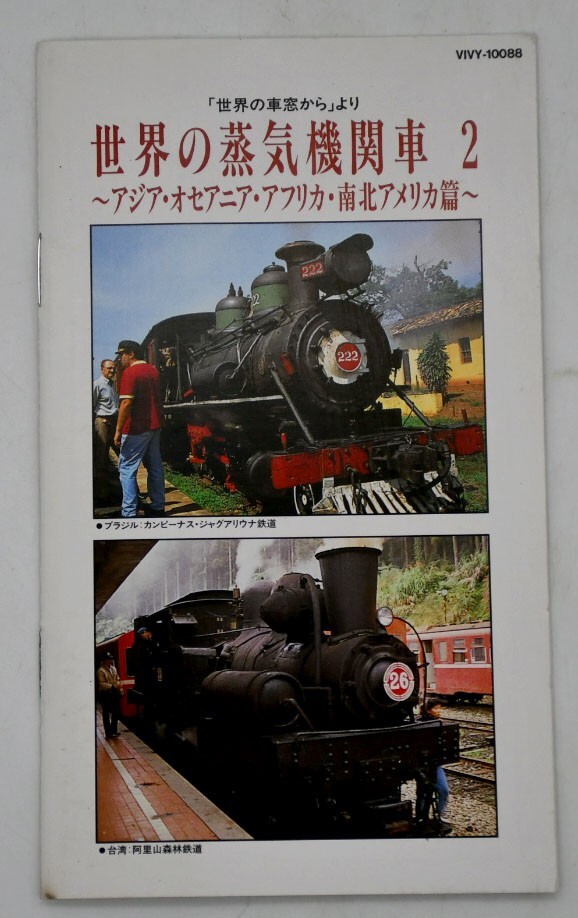 VIVY-10088
「世界の車窓から」より
世界の蒸気機関車 2
〜アジア・オセアニア・アフリカ・南北アメリカ篇〜
222
222
●ブラジル:カンピーナス・ジャグアリウナ鉄道
26
●台湾:阿里山森林鉄道